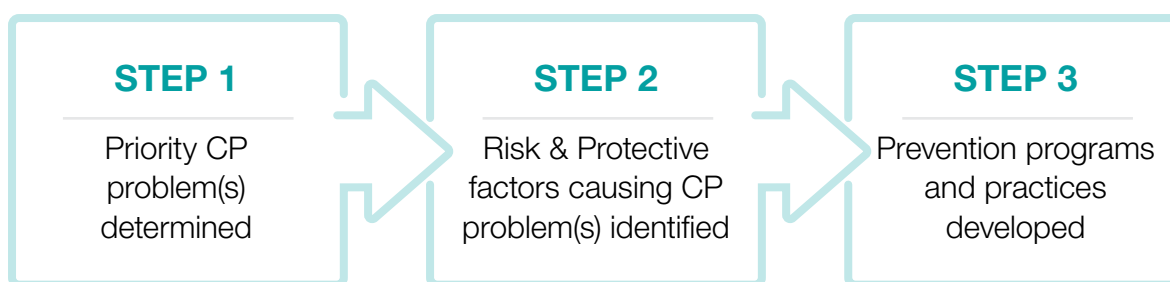 STEP 1
Priority CP
problem(s)
determined
STEP 2
Risk & Protective
factors causing CP
problem(s) identified
STEP 3
Prevention programs
and practices
developed